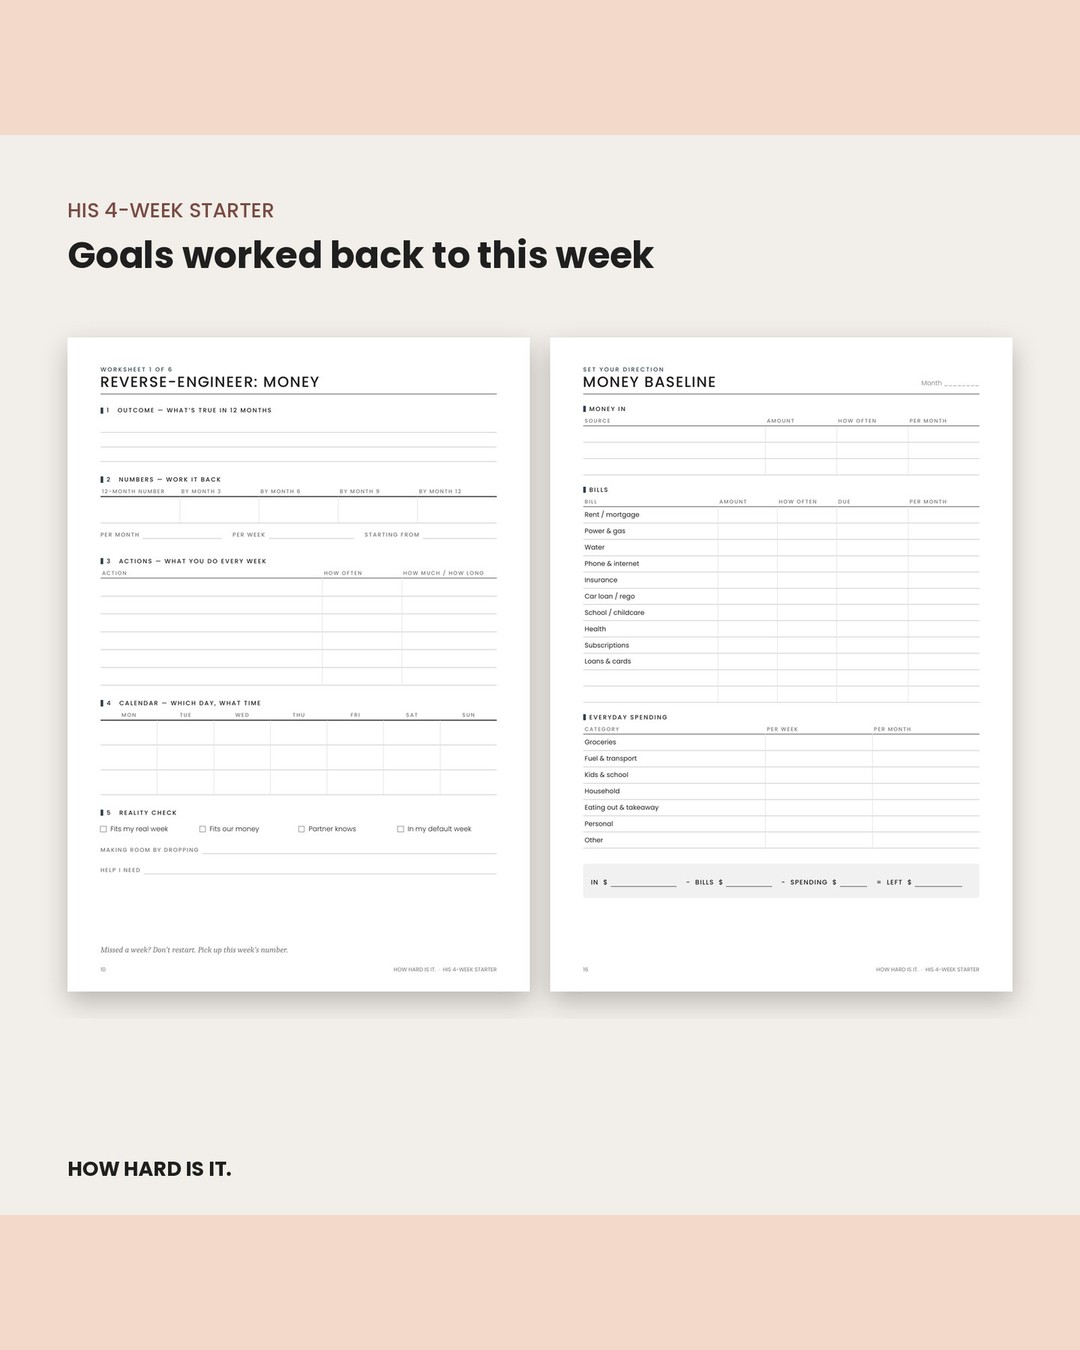 HIS 4-WEEK STARTER
Goals worked back to this week
WORKSHEET 1 OF 6
REVERSE-ENGINEER: MONEY
1 OUTCOME — WHAT'S TRUE IN 12 MONTHS
2 NUMBERS — WORK IT BACK
12-MONTH NUMBER BY MONTH 3 BY MONTH 6 BY MONTH 9 BY MONTH 12
PER MONTH PER WEEK STARTING FROM
3 ACTIONS — WHAT YOU DO EVERY WEEK
ACTION HOW OFTEN HOW MUCH / HOW LONG
4 CALENDAR — WHICH DAY, WHAT TIME
MON TUE WED THU FRI SAT SUN
5 REALITY CHECK
Fits my real week Fits our money Partner knows In my default week
MAKING ROOM BY DROPPING
HELP I NEED
Missed a week? Don't restart. Pick up this week's number.
10 HOW HARD IS IT. · HIS 4-WEEK STARTER
SET YOUR DIRECTION
MONEY BASELINE Month ________
MONEY IN
SOURCE AMOUNT HOW OFTEN PER MONTH
BILLS
BILL AMOUNT HOW OFTEN DUE PER MONTH
Rent / mortgage
Power & gas
Water
Phone & internet
Insurance
Car loan / rego
School / childcare
Health
Subscriptions
Loans & cards
EVERYDAY SPENDING
CATEGORY PER WEEK PER MONTH
Groceries
Fuel & transport
Kids & school
Household
Eating out & takeaway
Personal
Other
IN $ - BILLS $ - SPENDING $ = LEFT $
16 HOW HARD IS IT. · HIS 4-WEEK STARTER
HOW HARD IS IT.